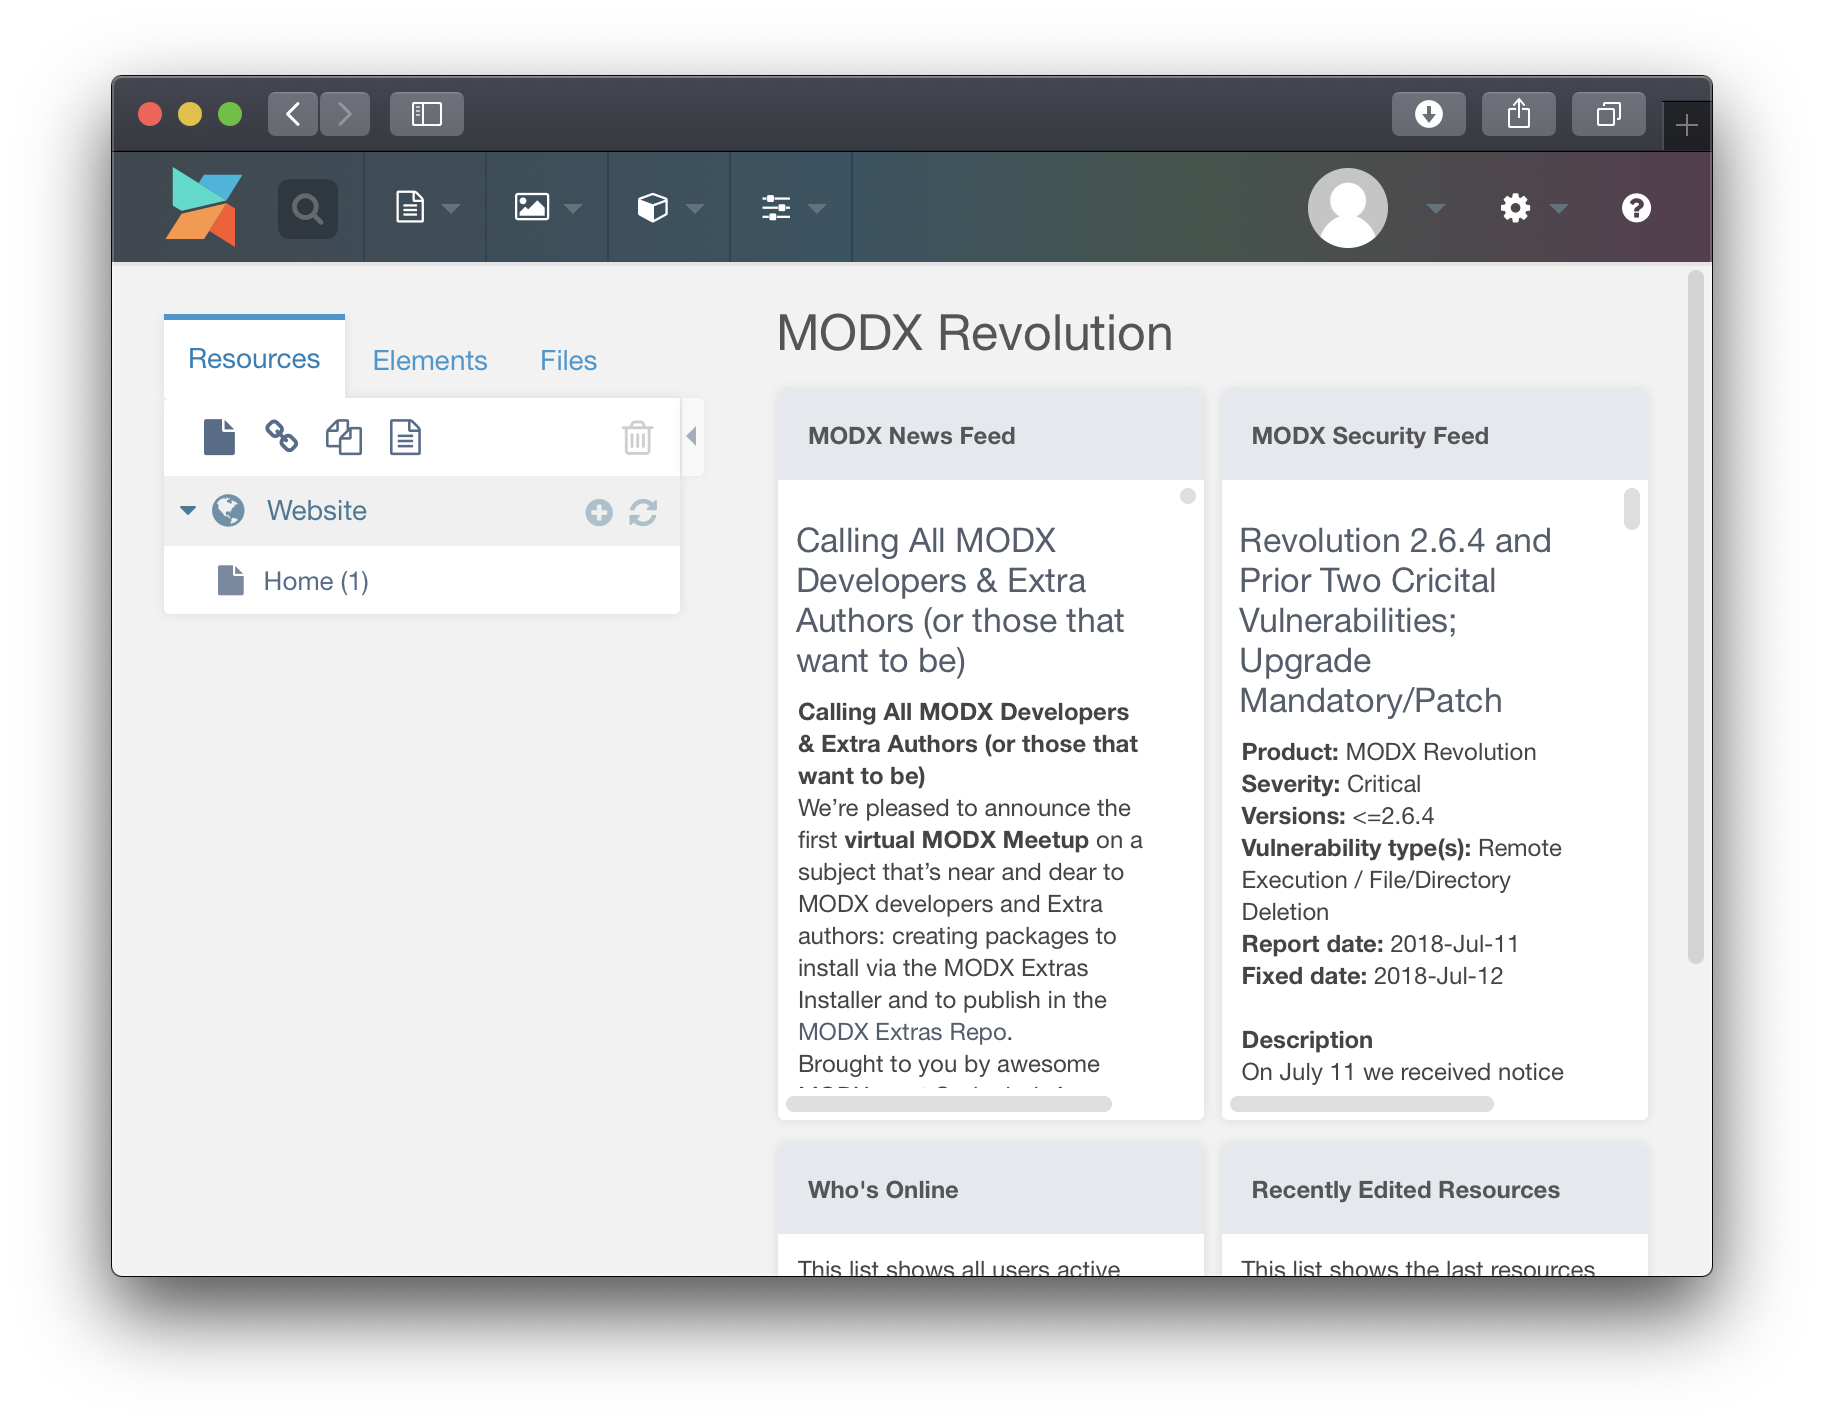 Resources
Elements
Files
Website
Home (1)
MODX Revolution
MODX News Feed
Calling All MODX
Developers & Extra
Authors (or those that
want to be)
Calling All MODX Developers
& Extra Authors (or those that
want to be)
We’re pleased to announce the
first virtual MODX Meetup on a
subject that’s near and dear to
MODX developers and Extra
authors: creating packages to
install via the MODX Extras
Installer and to publish in the
MODX Extras Repo.
Brought to you by awesome
MODX Security Feed
Revolution 2.6.4 and
Prior Two Cricital
Vulnerabilities;
Upgrade
Mandatory/Patch
Product: MODX Revolution
Severity: Critical
Versions: <=2.6.4
Vulnerability type(s): Remote
Execution / File/Directory
Deletion
Report date: 2018-Jul-11
Fixed date: 2018-Jul-12
Description
On July 11 we received notice
Who's Online
This list shows all users active
Recently Edited Resources
This list shows the last resources